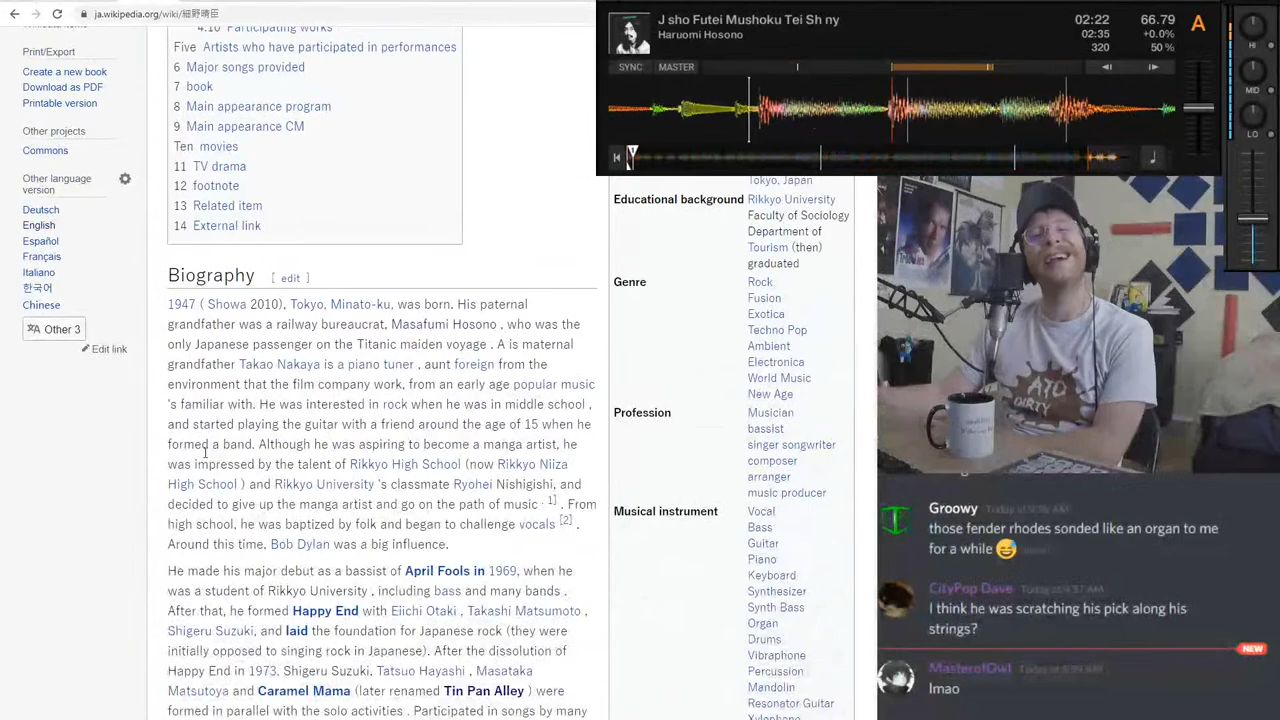 ja.wikipedia.org/wiki/細野晴臣
Print/Export
Create a new book
Download as PDF
Printable version
Other projects
Commons
Other language
version
Deutsch
English
Español
Français
Italiano
한국어
Chinese
Other 3
Edit link
4.10 Participating works
Five Artists who have participated in performances
6 Major songs provided
7 book
8 Main appearance program
9 Main appearance CM
Ten movies
11 TV drama
12 footnote
13 Related item
14 External link
Biography [ edit ]
1947 ( Showa 2010), Tokyo, Minato-ku, was born. His paternal
grandfather was a railway bureaucrat, Masafumi Hosono , who was the
only Japanese passenger on the Titanic maiden voyage . A is maternal
grandfather Takao Nakaya is a piano tuner , aunt foreign from the
environment that the film company work, from an early age popular music
's familiar with. He was interested in rock when he was in middle school ,
and started playing the guitar with a friend around the age of 15 when he
formed a band. Although he was aspiring to become a manga artist, he
was impressed by the talent of Rikkyo High School (now Rikkyo Niiza
High School ) and Rikkyo University 's classmate Ryohei Nishigishi, and
decided to give up the manga artist and go on the path of music · 1] . From
high school, he was baptized by folk and began to challenge vocals [2] .
Around this time, Bob Dylan was a big influence.
He made his major debut as a bassist of April Fools in 1969, when he
was a student of Rikkyo University , including bass and many bands .
After that, he formed Happy End with Eiichi Otaki , Takashi Matsumoto ,
Shigeru Suzuki, and laid the foundation for Japanese rock (they were
initially opposed to singing rock in Japanese). After the dissolution of
Happy End in 1973, Shigeru Suzuki, Tatsuo Hayashi , Masataka
Matsutoya and Caramel Mama (later renamed Tin Pan Alley ) were
formed in parallel with the solo activities . Participated in songs by many
Tokyo, Japan
Educational background Rikkyo University
Faculty of Sociology
Department of
Tourism (then)
graduated
Genre Rock
Fusion
Exotica
Techno Pop
Ambient
Electronica
World Music
New Age
Profession Musician
bassist
singer songwriter
composer
arranger
music producer
Musical instrument Vocal
Bass
Guitar
Piano
Keyboard
Synthesizer
Synth Bass
Organ
Drums
Vibraphone
Percussion
Mandolin
Resonator Guitar
Xylophone
J sho Futei Mushoku Tei Sh ny
Haruomi Hosono
02:22 66.79
02:35 +0.0%
320 50 %
A
SYNC MASTER
HI
MID
LO
ATO
DIRTY
Groowy
those fender rhodes sonded like an organ to me
for a while 😅
CityPop Dave Today at 9:37 AM
I think he was scratching his pick along his
strings?
NEW
MasterofOwl Today at 9:39 AM
lmao